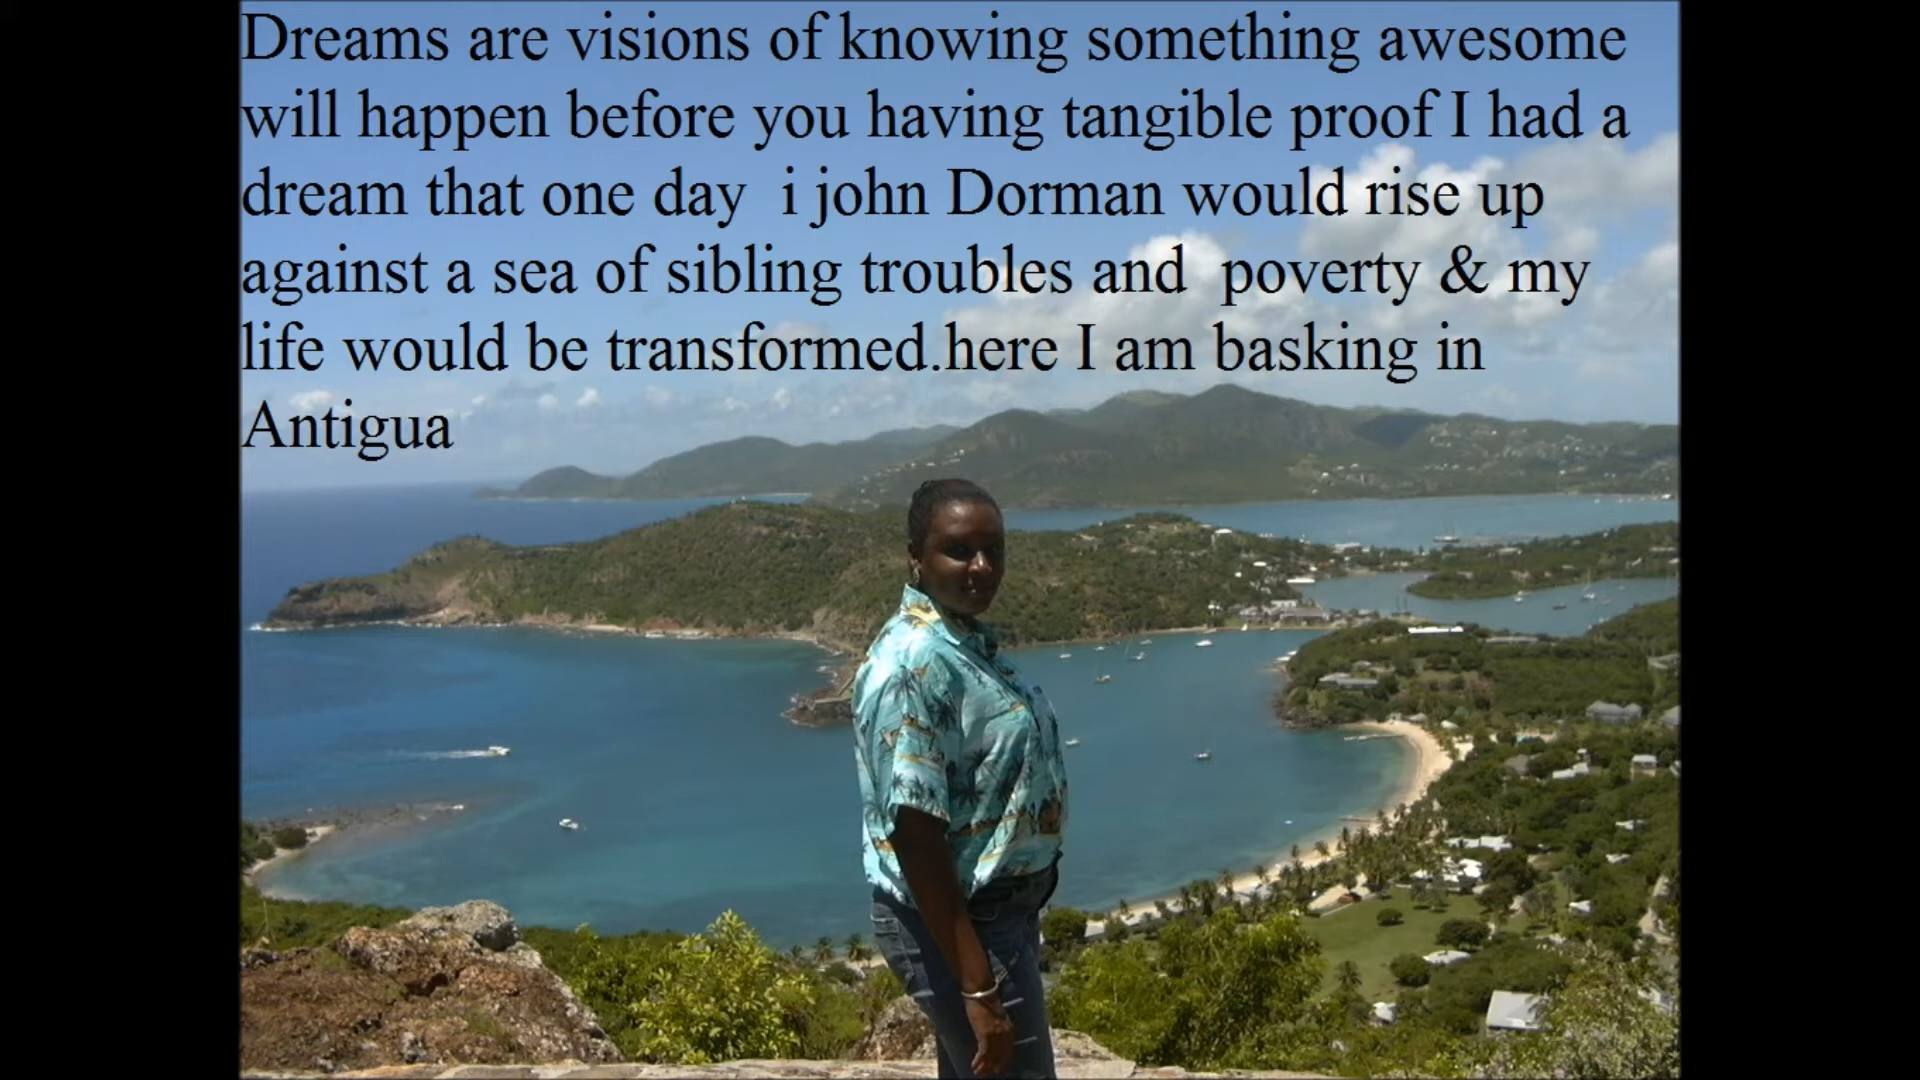 Dreams are visions of knowing something awesome
will happen before you having tangible proof I had a
dream that one day  i john Dorman would rise up
against a sea of sibling troubles and  poverty & my
life would be transformed.here I am basking in
Antigua